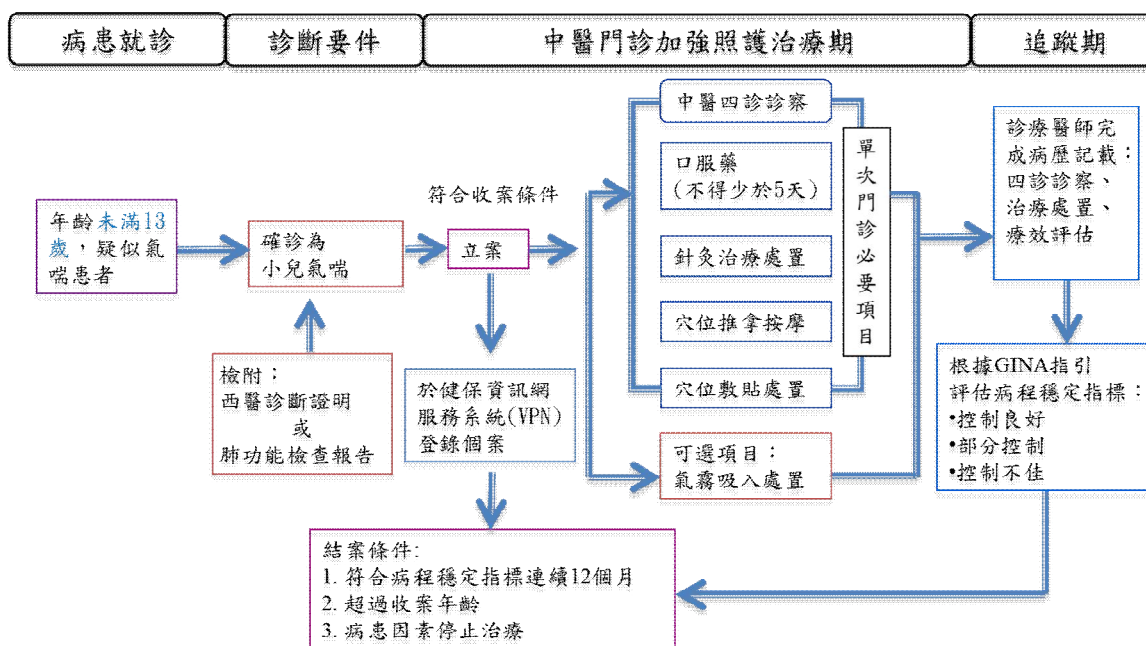 病患就診
診斷要件
中醫門診加強照護治療期
追蹤期
年齡未滿13
歲，疑似氣
喘患者
確診為
小兒氣喘
檢附：
西醫診斷證明
或
肺功能檢查報告
符合收案條件
立案
於健保資訊網
服務系統(VPN)
登錄個案
中醫四診診察
口服藥
(不得少於5天)
針灸治療處置
穴位推拿按摩
穴位敷貼處置
單次門診必要項目
可選項目：
氣霧吸入處置
診療醫師完
成病歷記載：
四診診察、
治療處置、
療效評估
根據GINA指引
評估病程穩定指標：
•控制良好
•部分控制
•控制不佳
結案條件:
1. 符合病程穩定指標連續12個月
2. 超過收案年齡
3. 病患因素停止治療